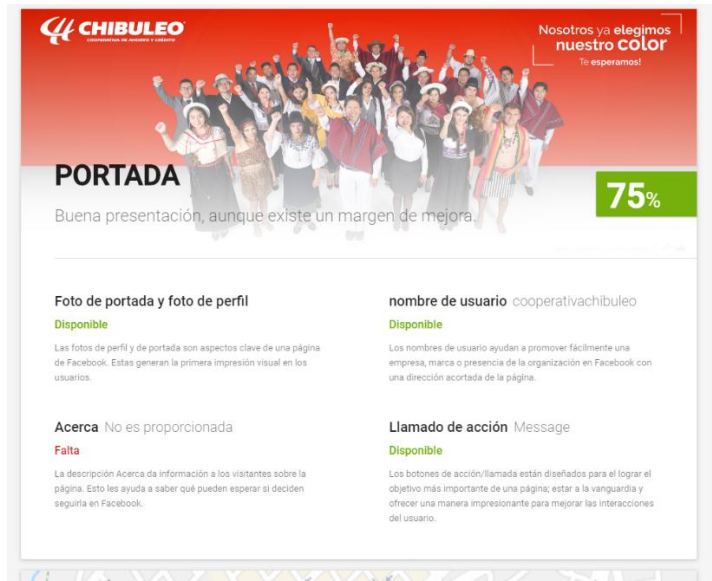 CHIBULEO
COOPERATIVA DE AHORRO Y CRÉDITO
Nosotros ya elegimos
nuestro color
Te esperamos!
PORTADA
75%
Buena presentación, aunque existe un margen de mejora.
Foto de portada y foto de perfil
Disponible
Las fotos de perfil y de portada son aspectos clave de una página
de Facebook. Estas generan la primera impresión visual en los
usuarios.
nombre de usuario cooperativachibuleo
Disponible
Los nombres de usuario ayudan a promover fácilmente una
empresa, marca o presencia de la organización en Facebook con
una dirección acortada de la página.
Acerca No es proporcionada
Falta
La descripción Acerca da información a los visitantes sobre la
página. Esto les ayuda a saber qué pueden esperar si deciden
seguirla en Facebook.
Llamado de acción Message
Disponible
Los botones de acción/llamada están diseñados para el lograr el
objetivo más importante de una página; estar a la vanguardia y
ofrecer una manera impresionante para mejorar las interacciones
del usuario.